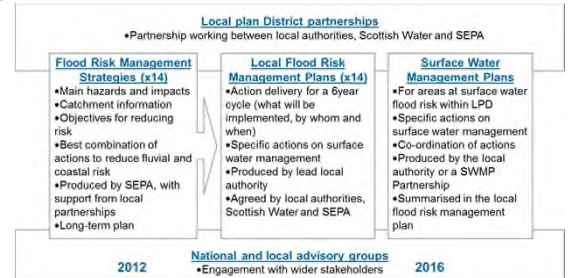 Local plan District partnerships
•Partnership working between local authorities, Scottish Water and SEPA
Flood Risk Management
Strategies (x14)
•Main hazards and impacts
•Catchment information
•Objectives for reducing
risk
•Best combination of
actions to reduce fluvial and
coastal risk
•Produced by SEPA, with
support from local
partnerships
•Long-term plan
Local Flood Risk
Management Plans (x14)
•Action delivery for a 6year
cycle (what will be
implemented, by whom and
when)
•Specific actions on surface
water management
•Produced by lead local
authority
•Agreed by local authorities,
Scottish Water and SEPA
Surface Water
Management Plans
•For areas at surface water
flood risk within LPD
•Specific actions on
surface water management
•Co-ordination of actions
•Produced by the local
authority or a SWMP
Partnership
•Summarised in the local
flood risk management
plan
National and local advisory groups
2012
•Engagement with wider stakeholders
2016